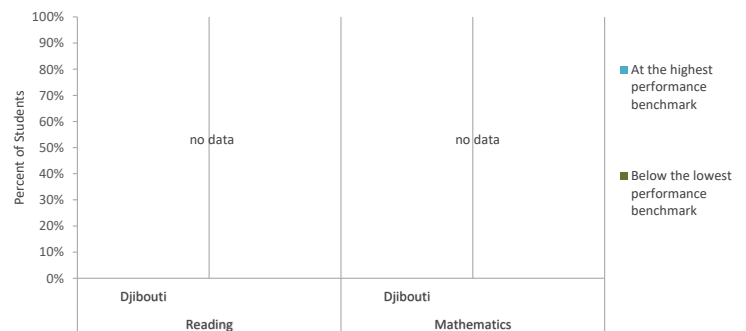 Percent of Students
100%
90%
80%
70%
60%
50%
40%
30%
20%
10%
0%
no data
no data
Djibouti
Djibouti
Reading
Mathematics
At the highest
performance
benchmark
Below the lowest
performance
benchmark